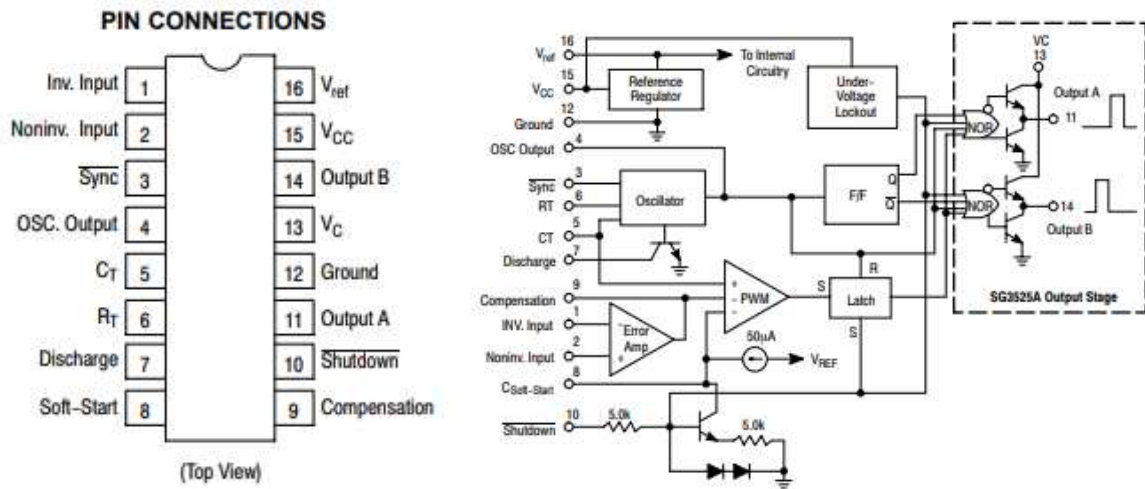 PIN CONNECTIONS
Inv. Input 1 16 Vref
Noninv. Input 2 15 VCC
Sync 3 14 Output B
OSC. Output 4 13 VC
CT 5 12 Ground
RT 6 11 Output A
Discharge 7 10 Shutdown
Soft-Start 8 9 Compensation
(Top View)
Vref 16
To Internal
Circuitry
VCC 15
Reference
Regulator
Under-
Voltage
Lockout
Ground 12
OSC Output 4
Sync 3
RT 6
Oscillator
CT 5
Discharge 7
F/F
Q
Q
Compensation 9
INV. Input 1
Noninv. Input 2
Error
Amp
- +
PWM
+ - -
S
R
Latch
S
50μA
VREF
CSoft-Start 8
Shutdown 10
5.0k
5.0k
VC
13
NOR
Output A
11
NOR
14
Output B
SG3525A Output Stage